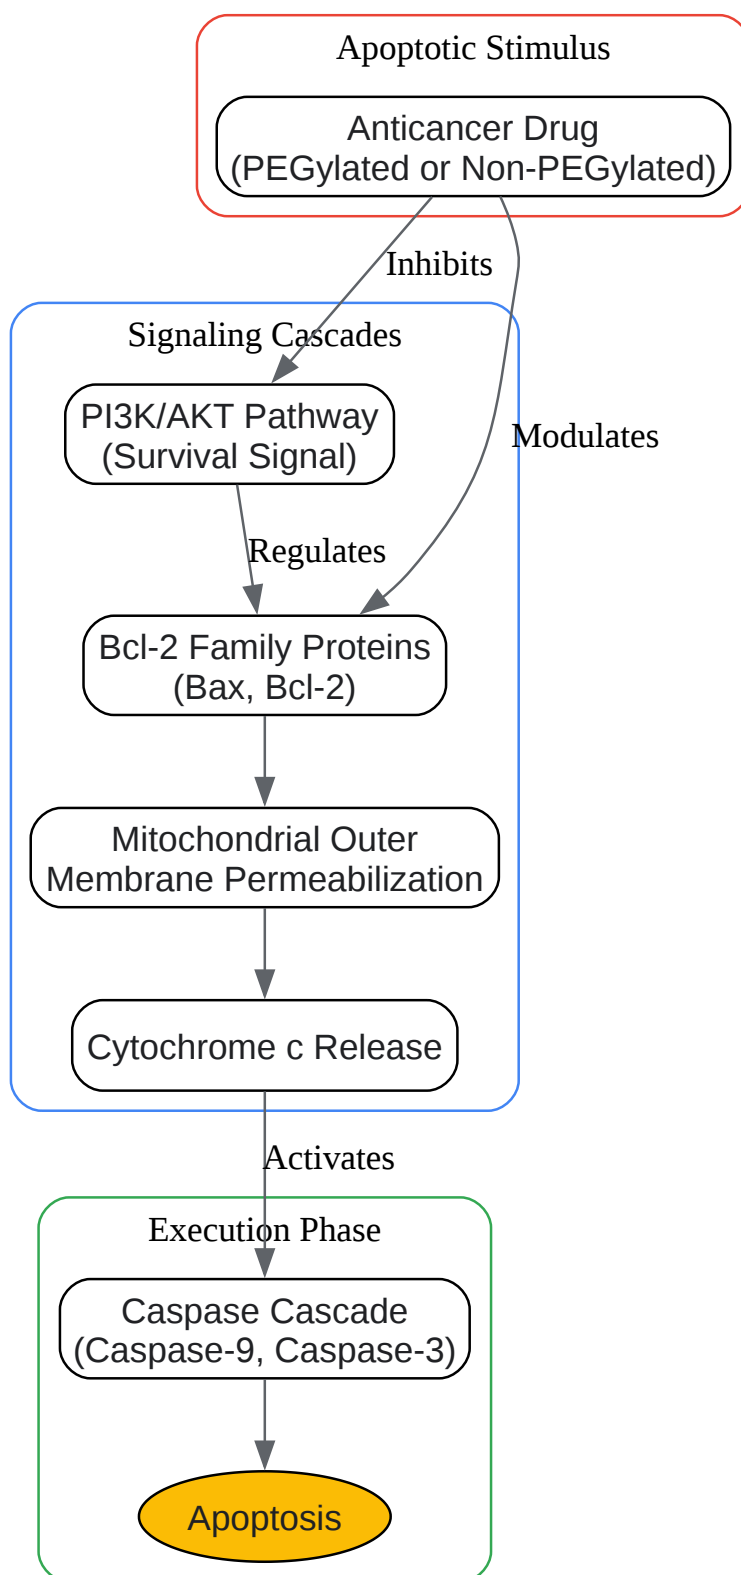 Apoptotic Stimulus
Anticancer Drug
(PEGylated or Non-PEGylated)
Inhibits
Signaling Cascades
PI3K/AKT Pathway
(Survival Signal)
Modulates
Regulates
Bcl-2 Family Proteins
(Bax, Bcl-2)
Mitochondrial Outer
Membrane Permeabilization
Cytochrome c Release
Activates
Execution Phase
Caspase Cascade
(Caspase-9, Caspase-3)
Apoptosis